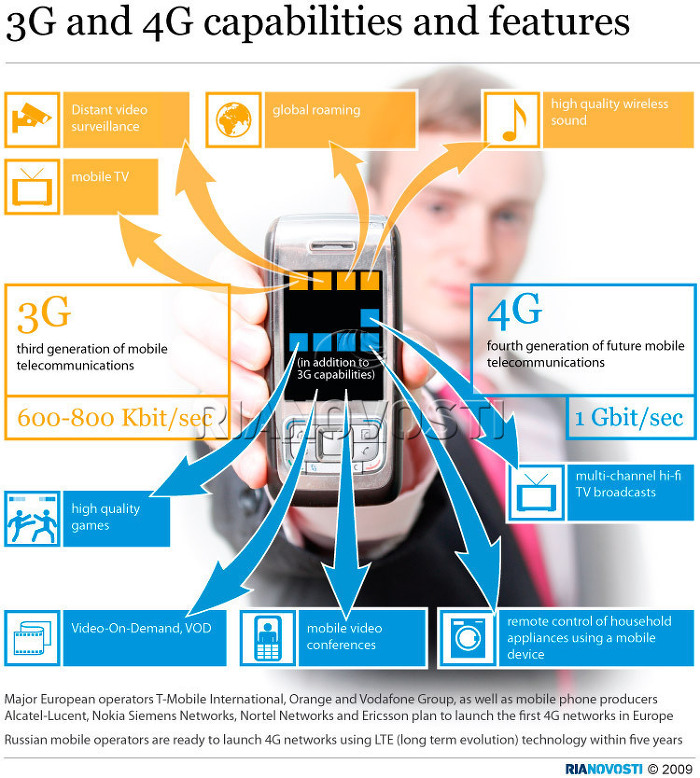 3G and 4G capabilities and features
Distant video
surveillance
global roaming
high quality wireless
sound
mobile TV
3G
third generation of mobile
telecommunications
600-800 Kbit/sec
4G
fourth generation of future mobile
telecommunications
1 Gbit/sec
(in addition to
3G capabilities)
RIANOVOSTI
multi-channel hi-fi
TV broadcasts
high quality
games
Video-On-Demand, VOD
mobile video
conferences
remote control of household
appliances using a mobile
device
Major European operators T-Mobile International, Orange and Vodafone Group, as well as mobile phone producers
Alcatel-Lucent, Nokia Siemens Networks, Nortel Networks and Ericsson plan to launch the first 4G networks in Europe
Russian mobile operators are ready to launch 4G networks using LTE (long term evolution) technology within five years
RIANOVOSTI © 2009